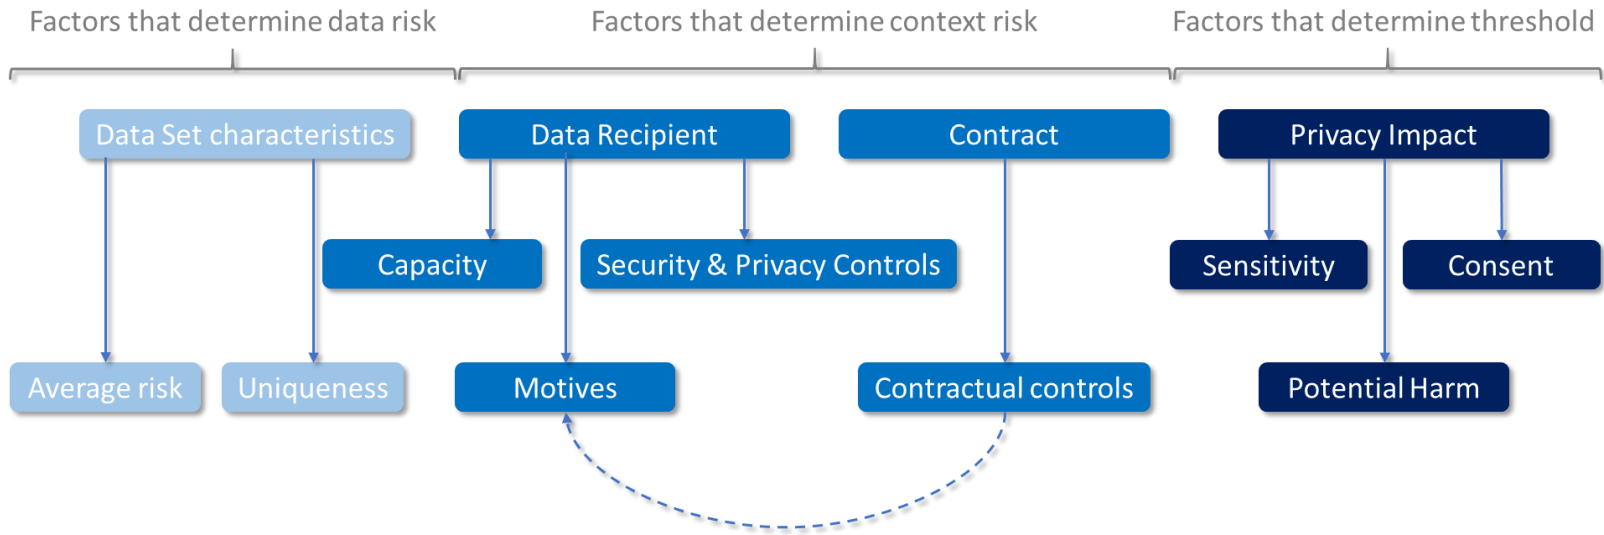 Factors that determine data risk
Factors that determine context risk
Factors that determine threshold
Data Set characteristics
Data Recipient
Contract
Privacy Impact
Capacity
Security & Privacy Controls
Sensitivity
Consent
Average risk
Uniqueness
Motives
Contractual controls
Potential Harm